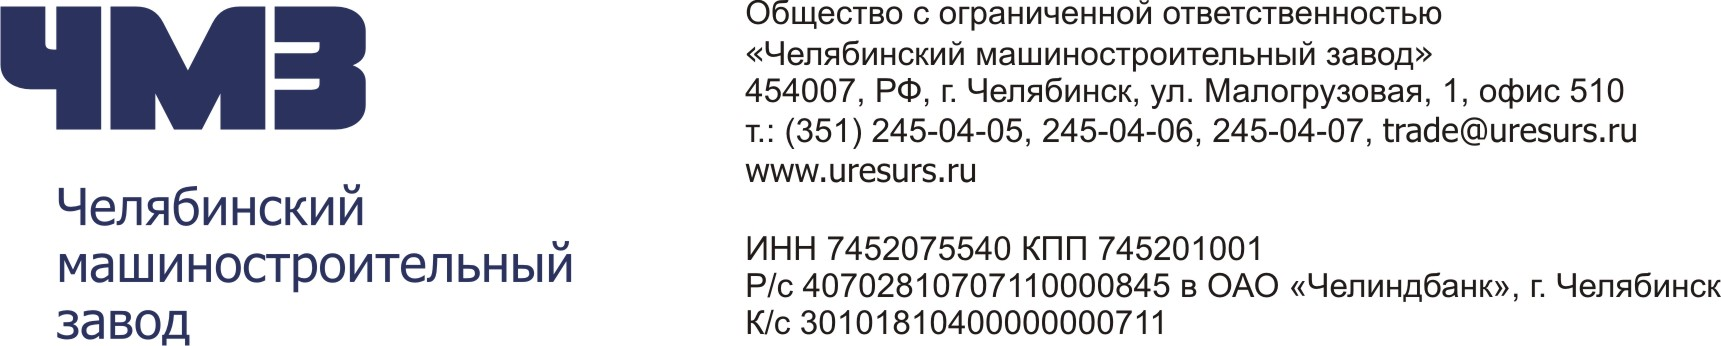 ЧМЗ
Челябинский
машиностроительный
завод
Общество с ограниченной ответственностью
«Челябинский машиностроительный завод»
454007, РФ, г. Челябинск, ул. Малогрузовая, 1, офис 510
т.: (351) 245-04-05, 245-04-06, 245-04-07, trade@uresurs.ru
www.uresurs.ru
ИНН 7452075540 КПП 745201001
Р/с 40702810707110000845 в ОАО «Челиндбанк», г. Челябинск
К/с 30101810400000000711